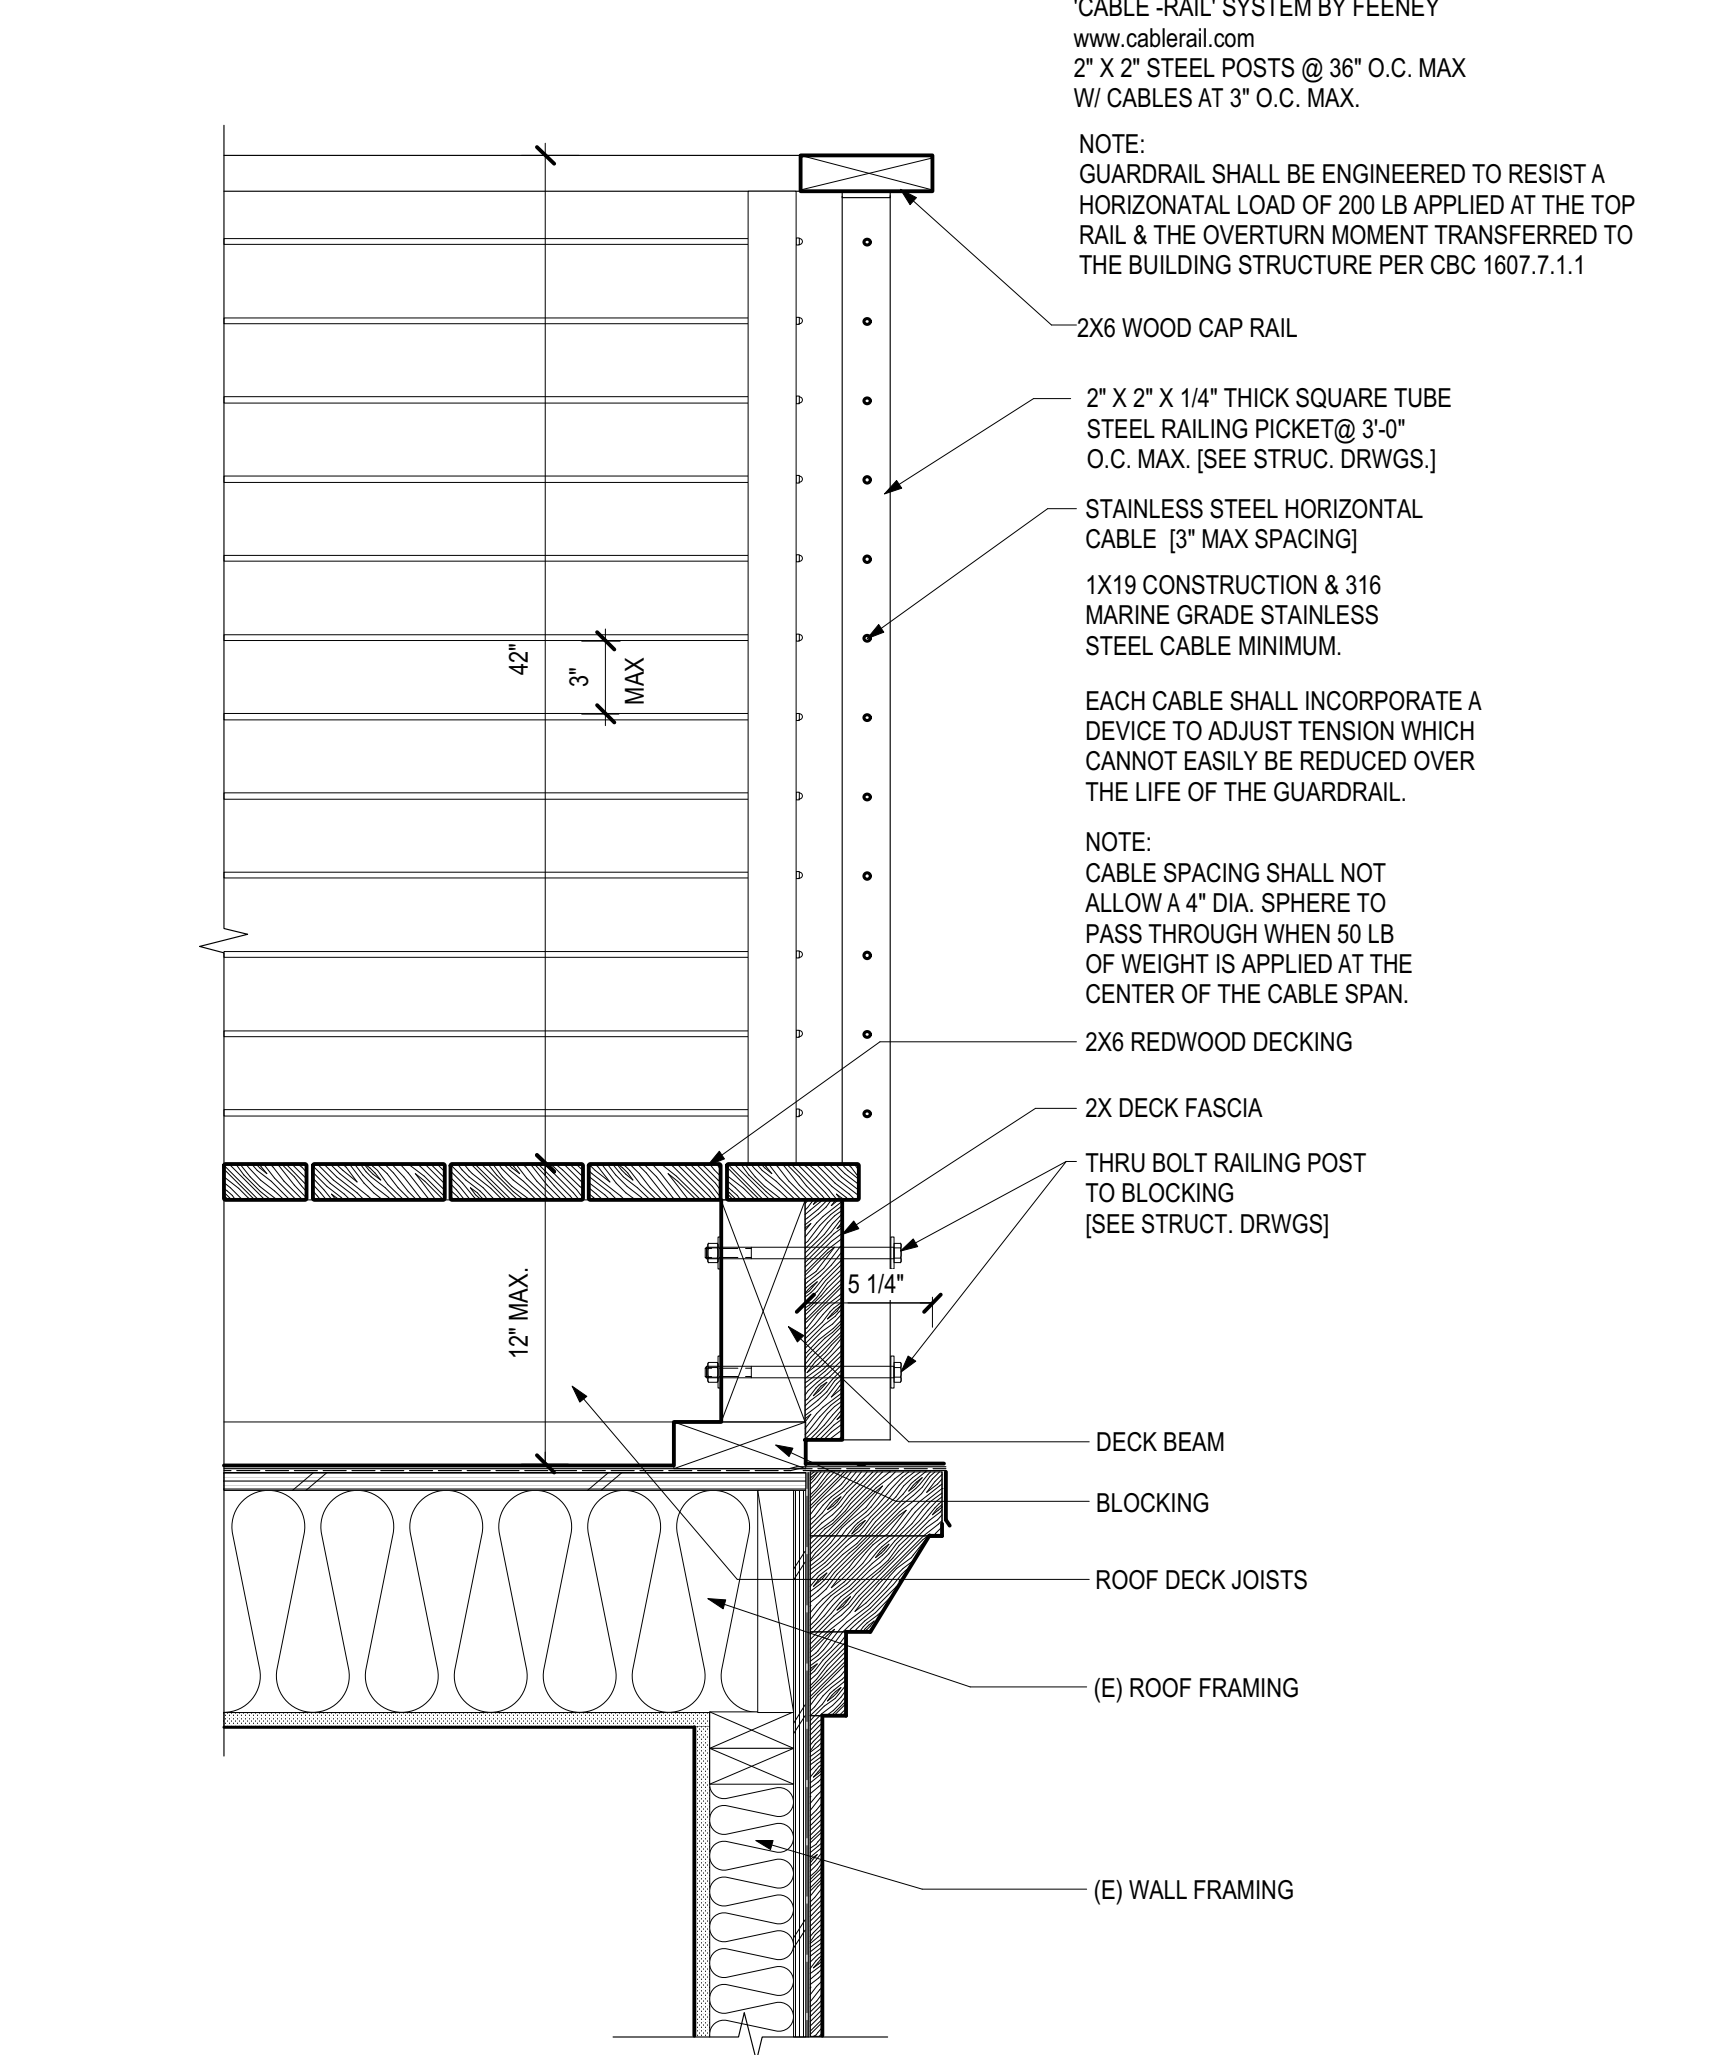 'CABLE -RAIL' SYSTEM BY FEENEY
www.cablerail.com
2" X 2" STEEL POSTS @ 36" O.C. MAX
W/ CABLES AT 3" O.C. MAX.
NOTE:
GUARDRAIL SHALL BE ENGINEERED TO RESIST A
HORIZONATAL LOAD OF 200 LB APPLIED AT THE TOP
RAIL & THE OVERTURN MOMENT TRANSFERRED TO
THE BUILDING STRUCTURE PER CBC 1607.7.1.1
2X6 WOOD CAP RAIL
2" X 2" X 1/4" THICK SQUARE TUBE
STEEL RAILING PICKET@ 3'-0"
O.C. MAX. [SEE STRUC. DRWGS.]
STAINLESS STEEL HORIZONTAL
CABLE [3" MAX SPACING]
1X19 CONSTRUCTION & 316
MARINE GRADE STAINLESS
STEEL CABLE MINIMUM.
42"
3"
MAX
EACH CABLE SHALL INCORPORATE A
DEVICE TO ADJUST TENSION WHICH
CANNOT EASILY BE REDUCED OVER
THE LIFE OF THE GUARDRAIL.
NOTE:
CABLE SPACING SHALL NOT
ALLOW A 4" DIA. SPHERE TO
PASS THROUGH WHEN 50 LB
OF WEIGHT IS APPLIED AT THE
CENTER OF THE CABLE SPAN.
2X6 REDWOOD DECKING
2X DECK FASCIA
THRU BOLT RAILING POST
TO BLOCKING
[SEE STRUCT. DRWGS]
5 1/4"
12" MAX.
DECK BEAM
BLOCKING
ROOF DECK JOISTS
(E) ROOF FRAMING
(E) WALL FRAMING